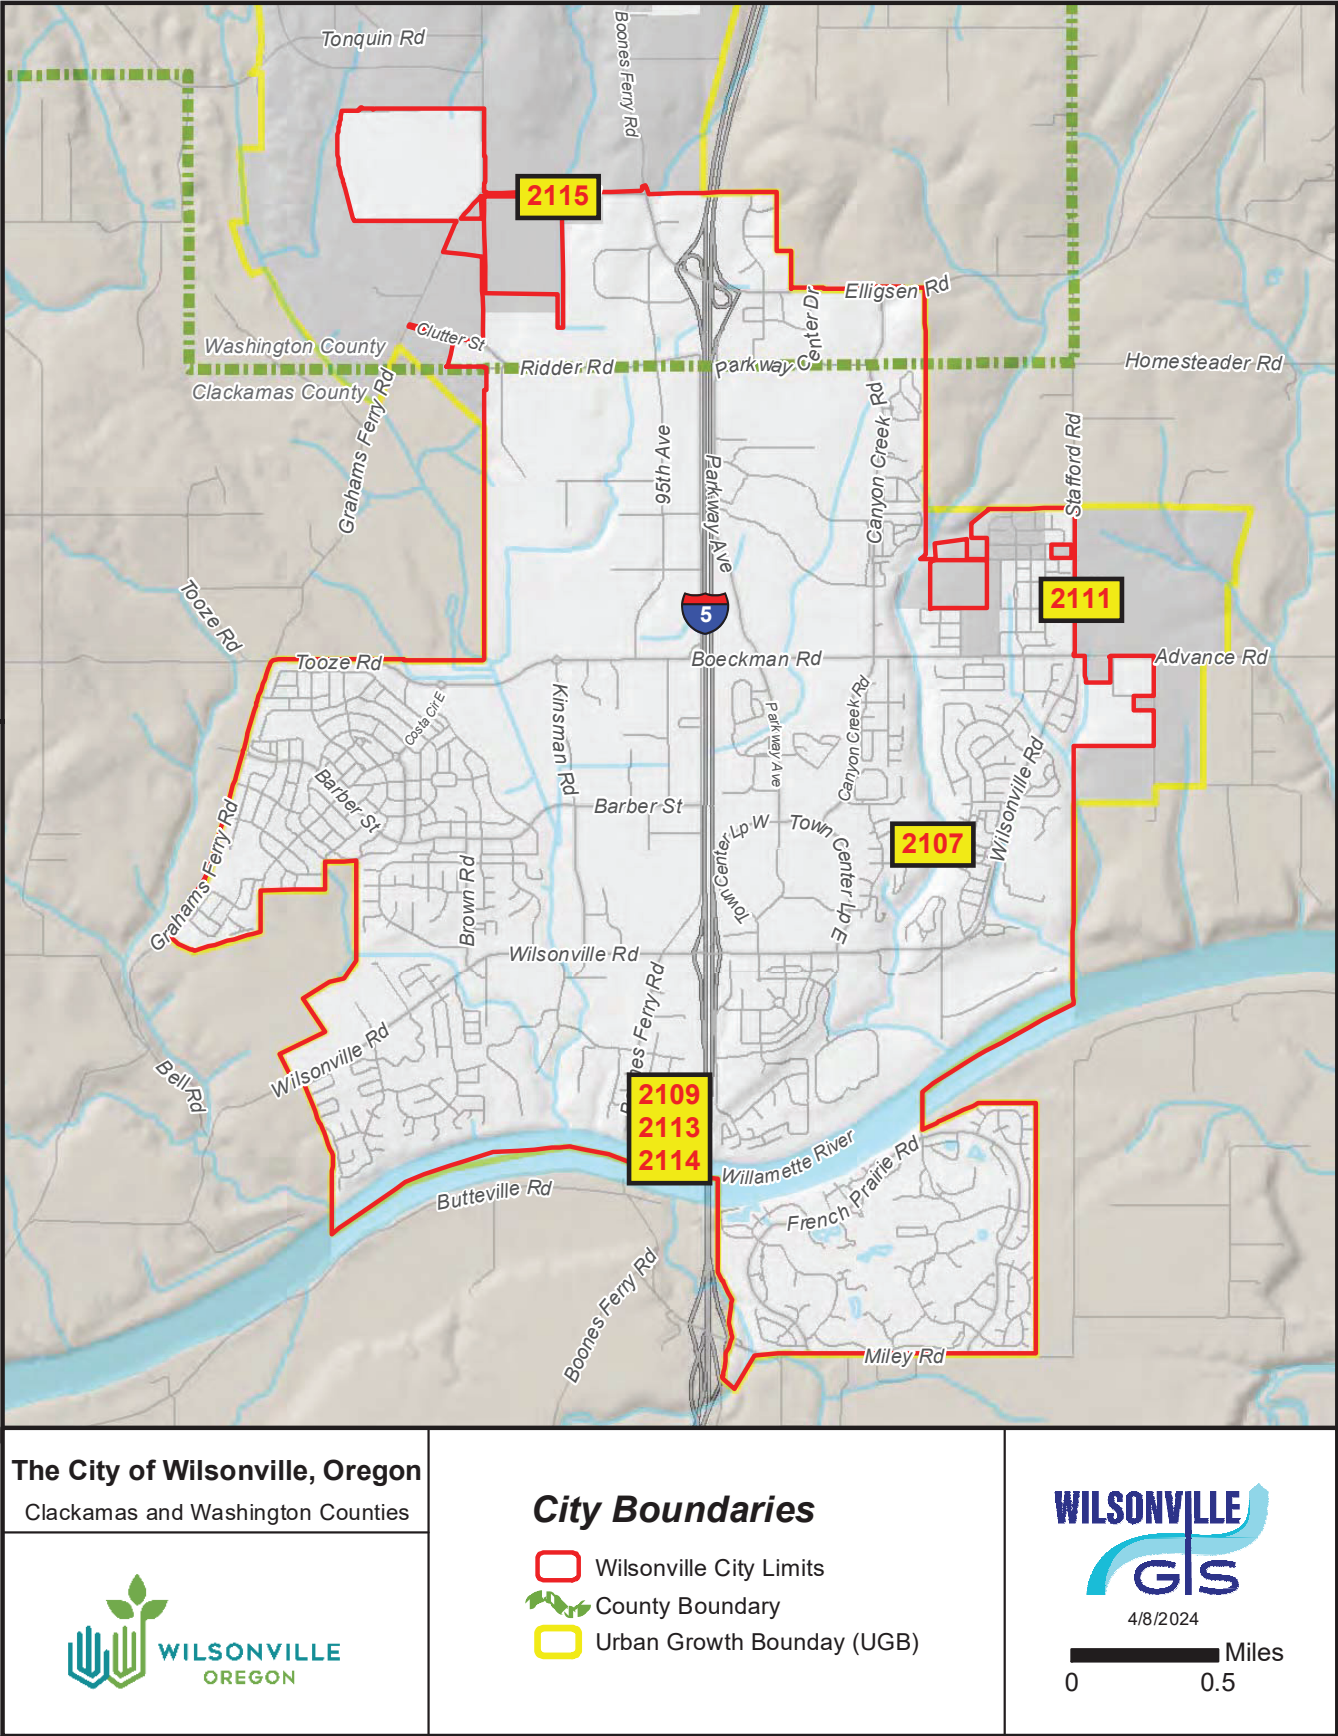 Tonquin Rd
Boones Ferry Rd
2115
Elligsen Rd
Clutter St
Washington County
Clackamas County
Ridder Rd
Parkway Center Dr
Homesteader Rd
Grahams Ferry Rd
95th Ave
Parkway Ave
Canyon Creek Rd
Stafford Rd
Tooze Rd
5
2111
Tooze Rd
Boeckman Rd
Advance Rd
Costa Cir E
Kinsman Rd
Parkway Ave
Canyon Creek Rd
Wilsonville Rd
Barber St
Barber St
Grahams Ferry Rd
Town Center Lp W
Town Center Lp E
2107
Brown Rd
Wilsonville Rd
Boones Ferry Rd
Wilsonville Rd
Bell Rd
2109
2113
2114
Willamette River
French Prairie Rd
Butteville Rd
Boones Ferry Rd
Miley Rd
The City of Wilsonville, Oregon
Clackamas and Washington Counties
WILSONVILLE
OREGON
City Boundaries
Wilsonville City Limits
County Boundary
Urban Growth Bounday (UGB)
WILSONVILLE
GIS
4/8/2024
Miles
0 0.5